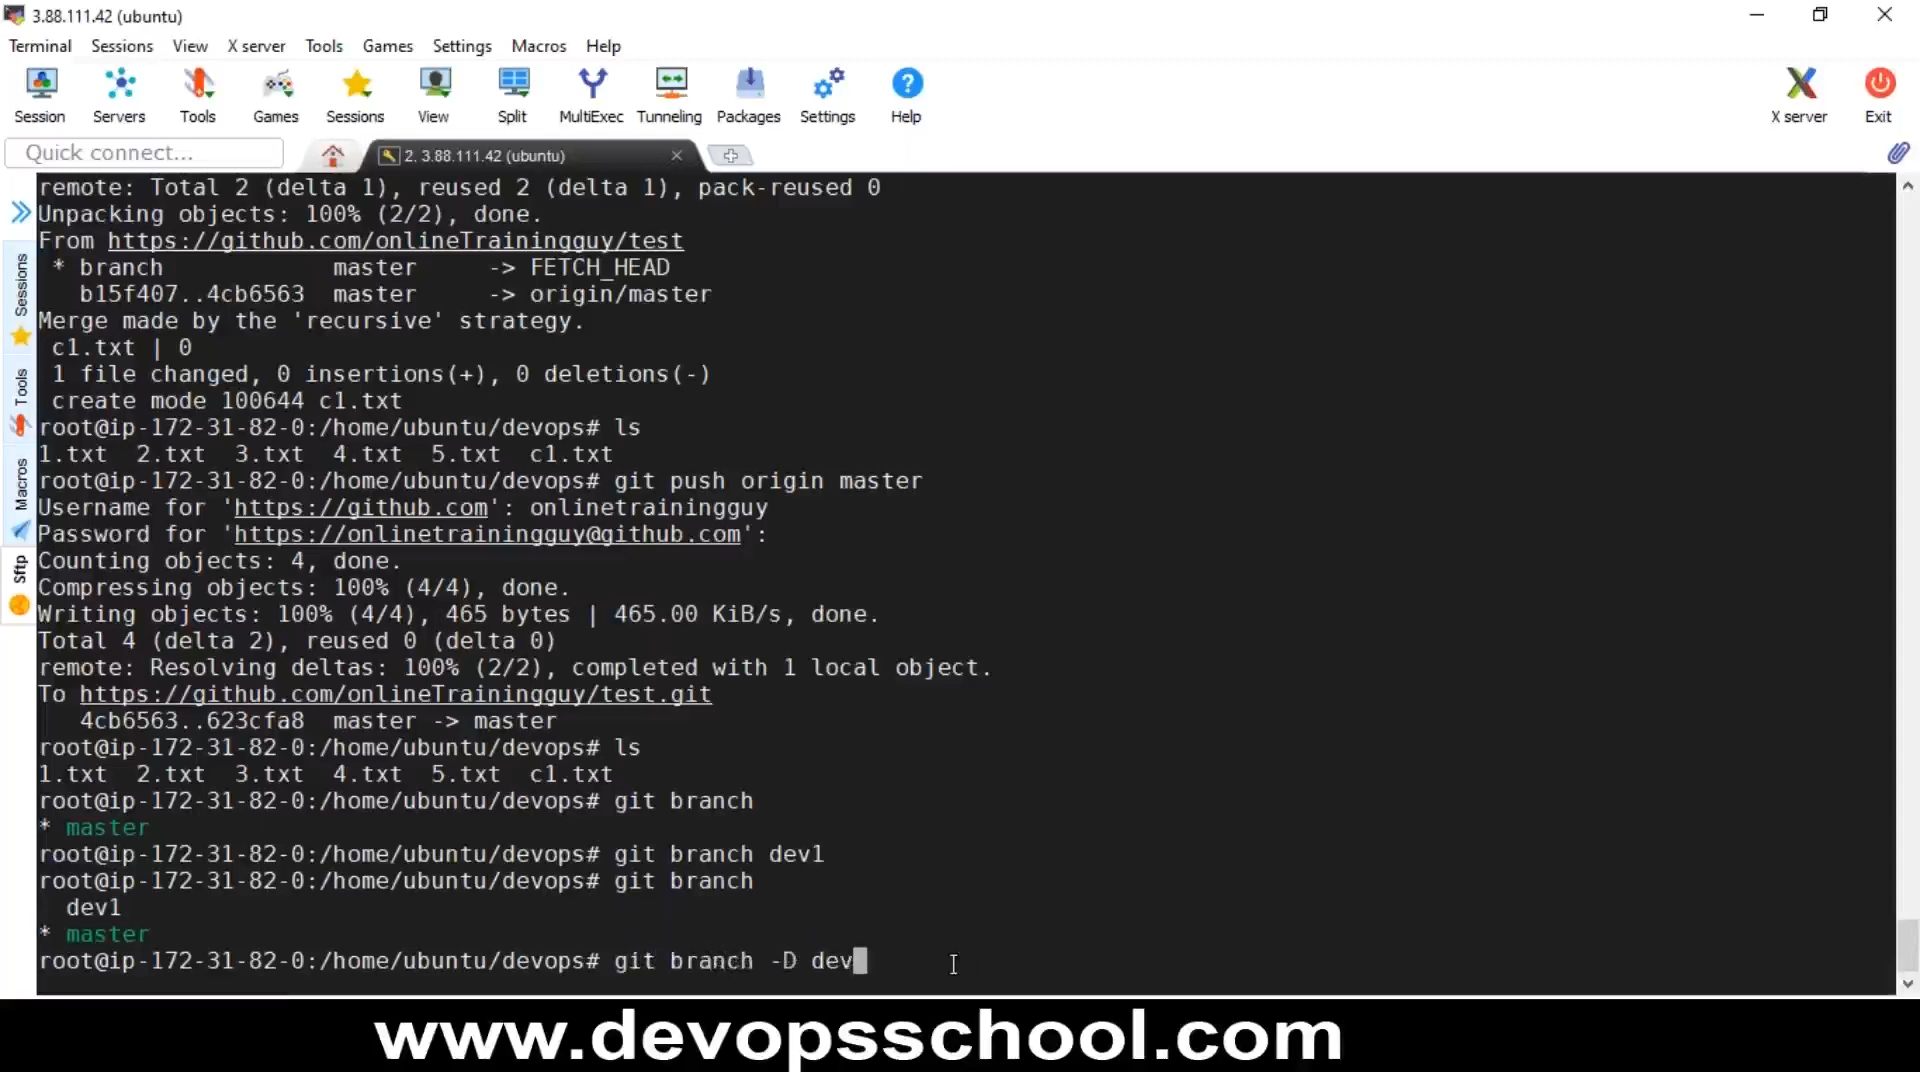 3.88.111.42 (ubuntu)
Terminal Sessions View X server Tools Games Settings Macros Help
Session Servers Tools Games Sessions View Split MultiExec Tunneling Packages Settings Help X server Exit
Quick connect... 2. 3.88.111.42 (ubuntu)
Sessions
Tools
Macros
Sftp
remote: Total 2 (delta 1), reused 2 (delta 1), pack-reused 0
Unpacking objects: 100% (2/2), done.
From https://github.com/onlineTrainingguy/test
 * branch            master     -> FETCH_HEAD
   b15f407..4cb6563  master     -> origin/master
Merge made by the 'recursive' strategy.
 c1.txt | 0
 1 file changed, 0 insertions(+), 0 deletions(-)
 create mode 100644 c1.txt
root@ip-172-31-82-0:/home/ubuntu/devops# ls
1.txt  2.txt  3.txt  4.txt  5.txt  c1.txt
root@ip-172-31-82-0:/home/ubuntu/devops# git push origin master
Username for 'https://github.com': onlinetrainingguy
Password for 'https://onlinetrainingguy@github.com':
Counting objects: 4, done.
Compressing objects: 100% (4/4), done.
Writing objects: 100% (4/4), 465 bytes | 465.00 KiB/s, done.
Total 4 (delta 2), reused 0 (delta 0)
remote: Resolving deltas: 100% (2/2), completed with 1 local object.
To https://github.com/onlineTrainingguy/test.git
   4cb6563..623cfa8  master -> master
root@ip-172-31-82-0:/home/ubuntu/devops# ls
1.txt  2.txt  3.txt  4.txt  5.txt  c1.txt
root@ip-172-31-82-0:/home/ubuntu/devops# git branch
* master
root@ip-172-31-82-0:/home/ubuntu/devops# git branch dev1
root@ip-172-31-82-0:/home/ubuntu/devops# git branch
  dev1
* master
root@ip-172-31-82-0:/home/ubuntu/devops# git branch -D dev
www.devopsschool.com